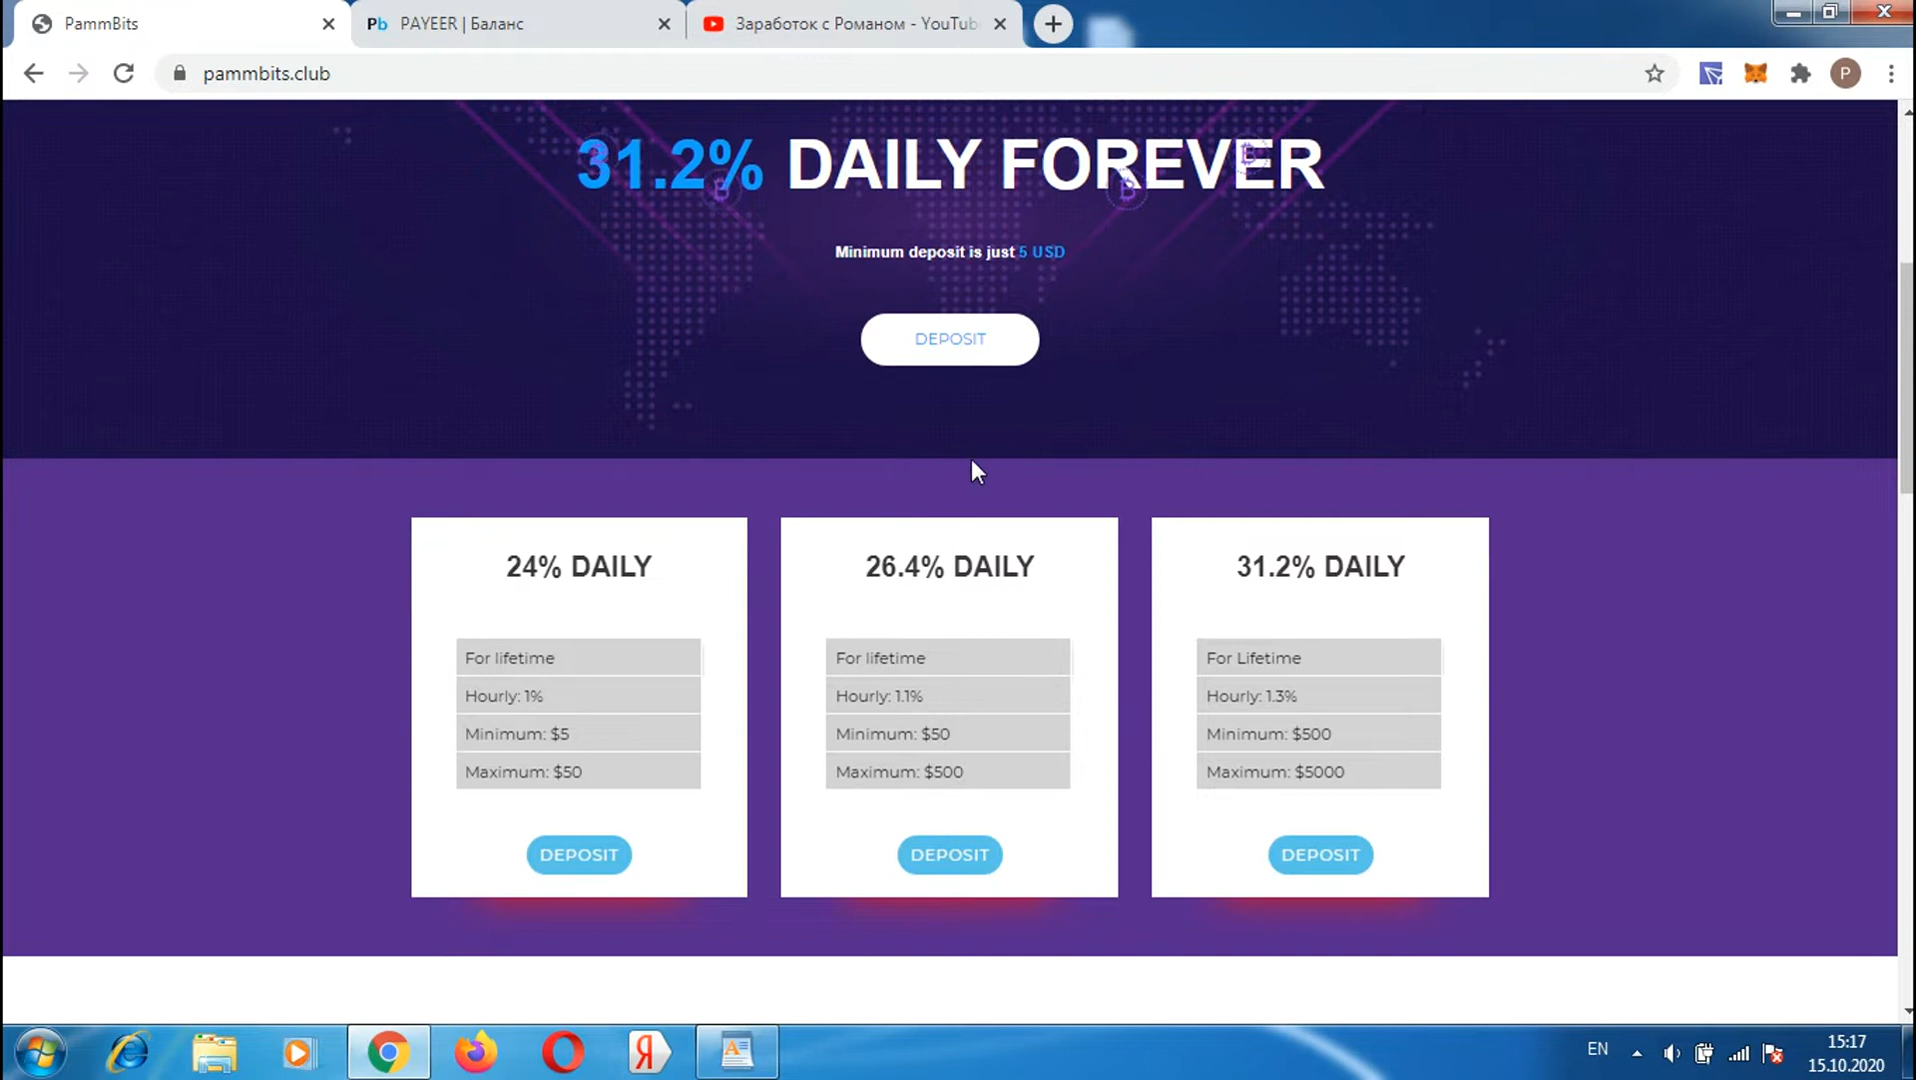 PammBits
PAYEER | Баланс
Заработок с Романом - YouTub
pammbits.club
P
31.2% DAILY FOREVER
Minimum deposit is just 5 USD
DEPOSIT
24% DAILY
For lifetime
Hourly: 1%
Minimum: $5
Maximum: $50
DEPOSIT
26.4% DAILY
For lifetime
Hourly: 1.1%
Minimum: $50
Maximum: $500
DEPOSIT
31.2% DAILY
For Lifetime
Hourly: 1.3%
Minimum: $500
Maximum: $5000
DEPOSIT
EN
15:17
15.10.2020